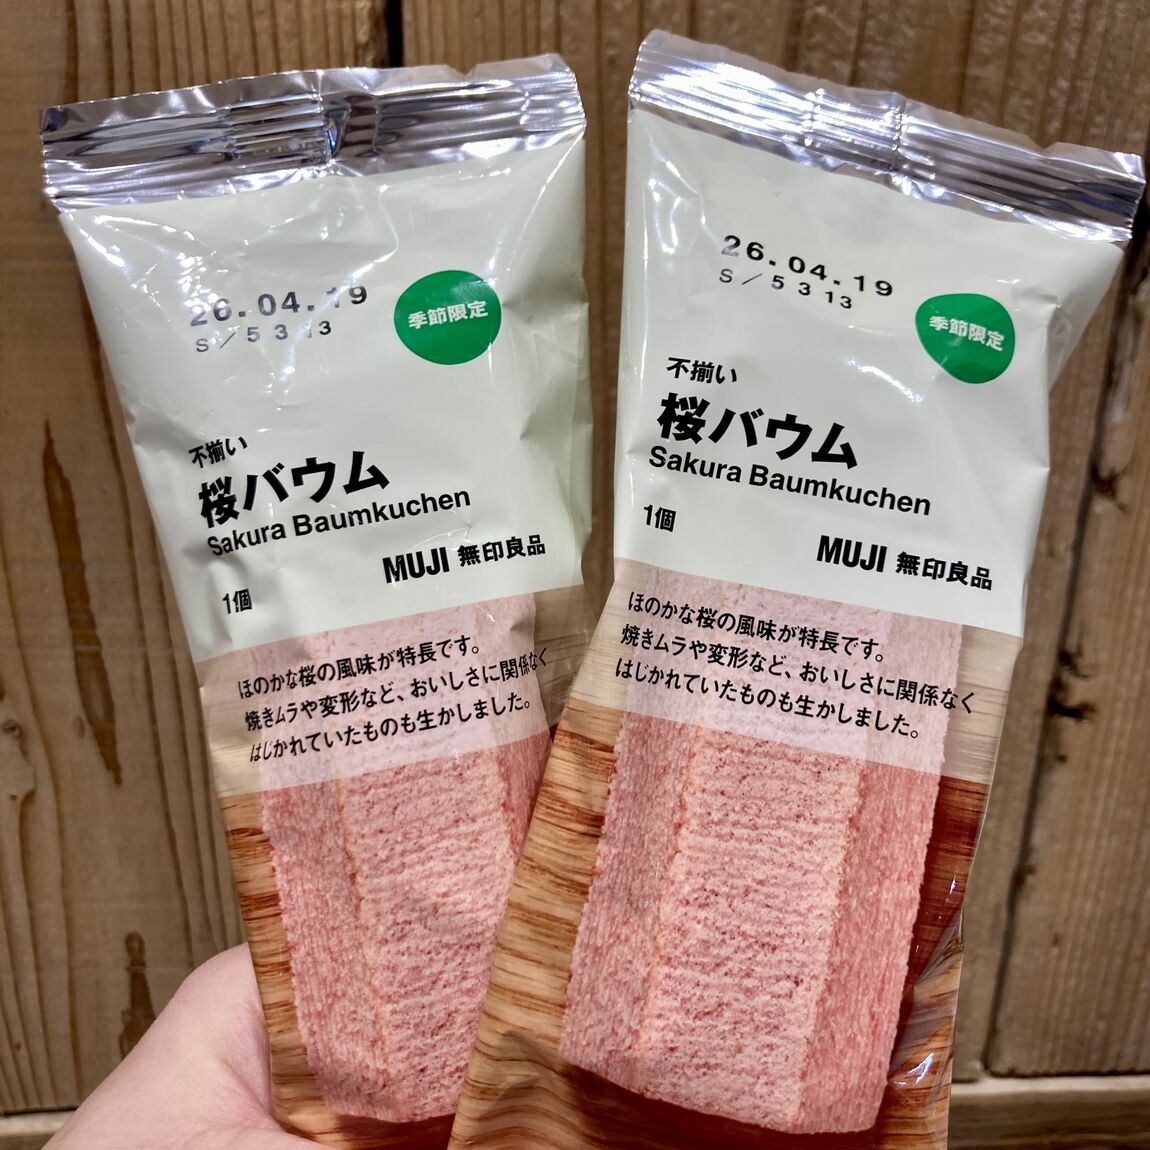 26.04.19
S/5 3 13
季節限定
不揃い
桜バウム
Sakura Baumkuchen
1個
MUJI 無印良品
ほのかな桜の風味が特長です。
焼きムラや変形など、おいしさに関係なく
はじかれていたものも生かしました。
26.04.19
S/5 3 13
季節限定
不揃い
桜バウム
Sakura Baumkuchen
1個
MUJI 無印良品
ほのかな桜の風味が特長です。
焼きムラや変形など、おいしさに関係なく
はじかれていたものも生かしました。